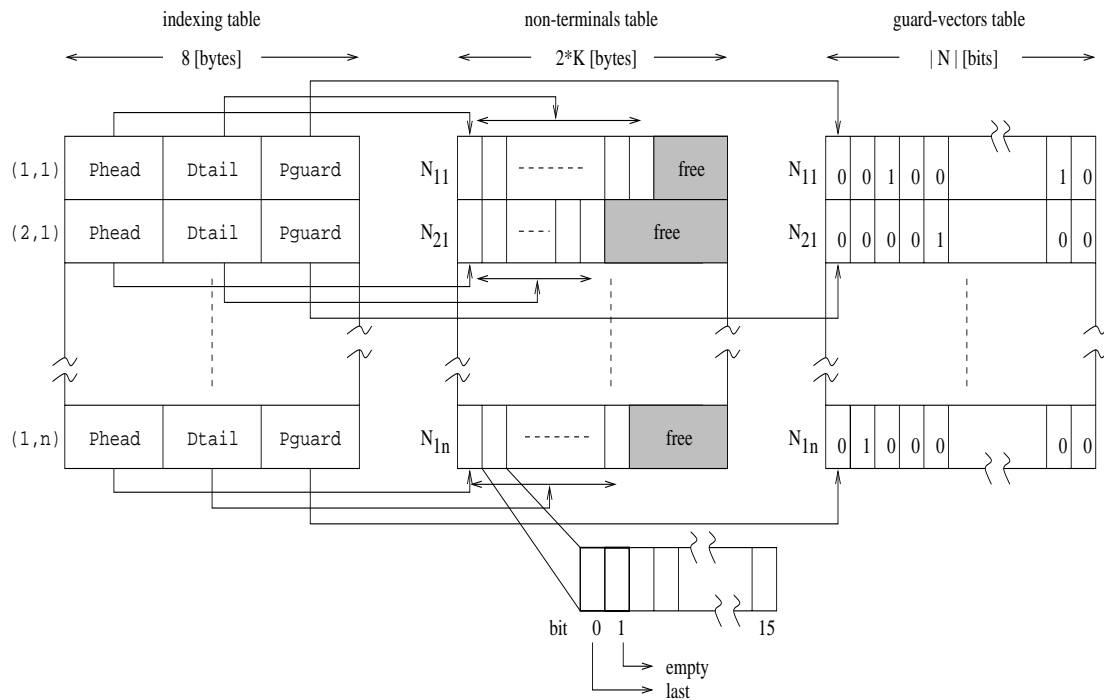 indexing table non-terminals table guard-vectors table
8 [bytes] 2*K [bytes] | N | [bits]
(1,1) Phead Dtail Pguard N11 free N11 0 0 1 0 0 1 0
(2,1) Phead Dtail Pguard N21 free N21 0 0 0 0 1 0 0
(1,n) Phead Dtail Pguard N1n free N1n 0 1 0 0 0 0 0
bit 0 1 15
empty
last